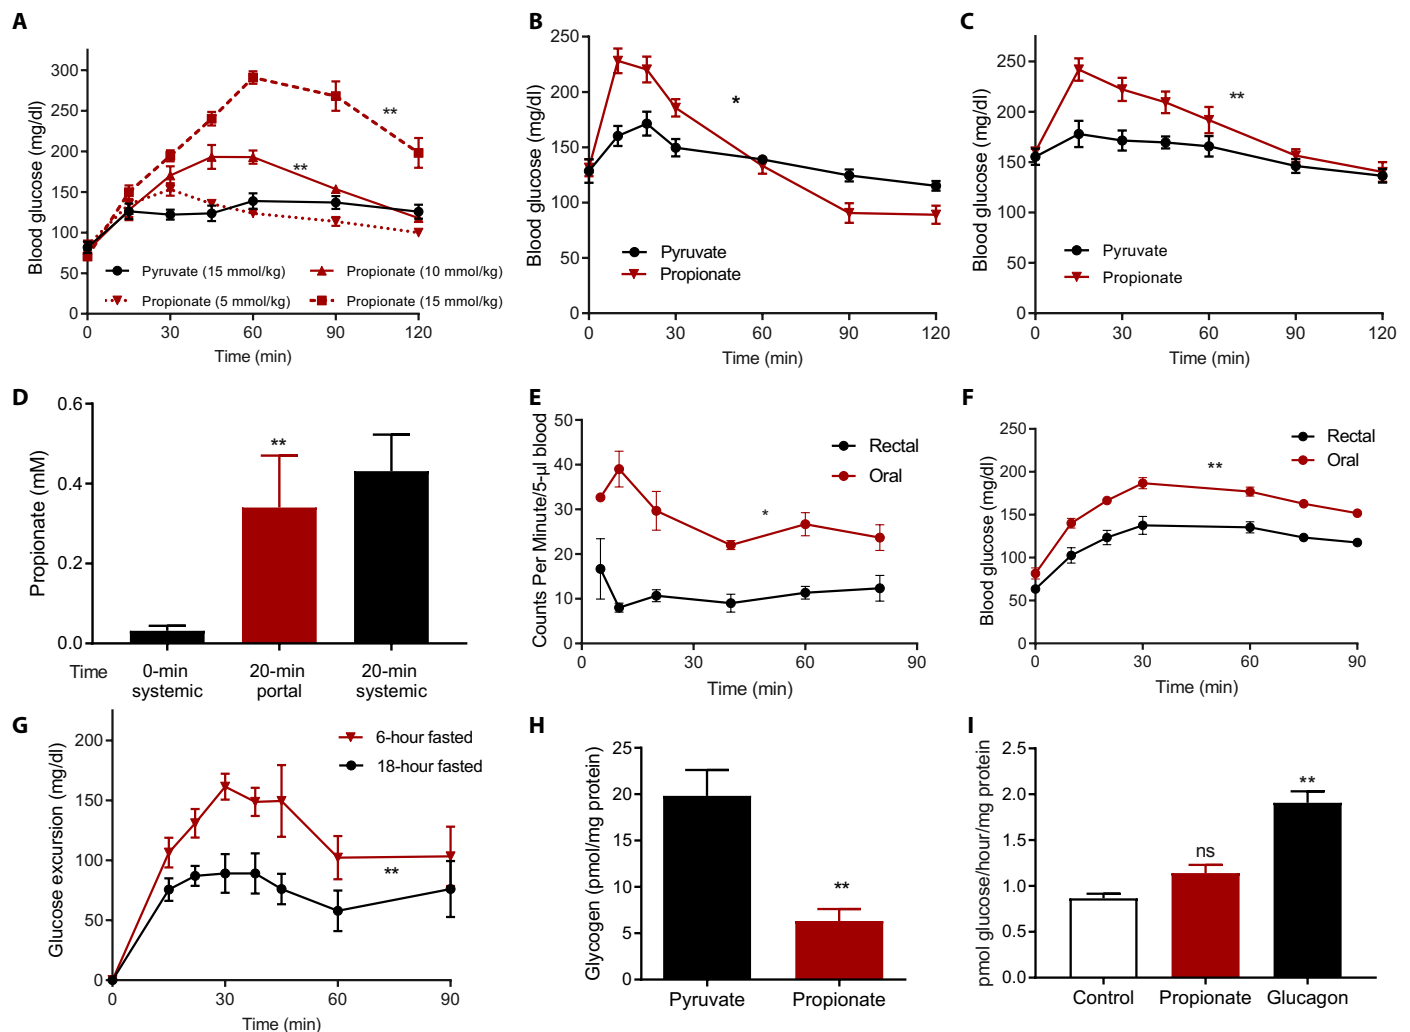 A
Blood glucose (mg/dl)
300
250
200
150
100
50
0
**
**
Pyruvate (15 mmol/kg)
Propionate (10 mmol/kg)
Propionate (5 mmol/kg)
Propionate (15 mmol/kg)
0 30 60 90 120
Time (min)
B
Blood glucose (mg/dl)
250
200
150
100
50
0
*
Pyruvate
Propionate
0 30 60 90 120
Time (min)
C
Blood glucose (mg/dl)
250
200
150
100
50
0
**
Pyruvate
Propionate
0 30 60 90 120
Time (min)
D
Propionate (mM)
0.6
0.4
0.2
0.0
**
Time
0-min
systemic
20-min
portal
20-min
systemic
E
Counts Per Minute/5-µl blood
50
40
30
20
10
0
Rectal
Oral
*
0 30 60 90
Time (min)
F
Blood glucose (mg/dl)
250
200
150
100
50
0
Rectal
Oral
**
0 30 60 90
Time (min)
G
Glucose excursion (mg/dl)
200
150
100
50
0
6-hour fasted
18-hour fasted
**
0 30 60 90
Time (min)
H
Glycogen (pmol/mg protein)
25
20
15
10
5
0
**
Pyruvate Propionate
I
pmol glucose/hour/mg protein
2.5
2.0
1.5
1.0
0.5
0.0
ns
**
Control Propionate Glucagon